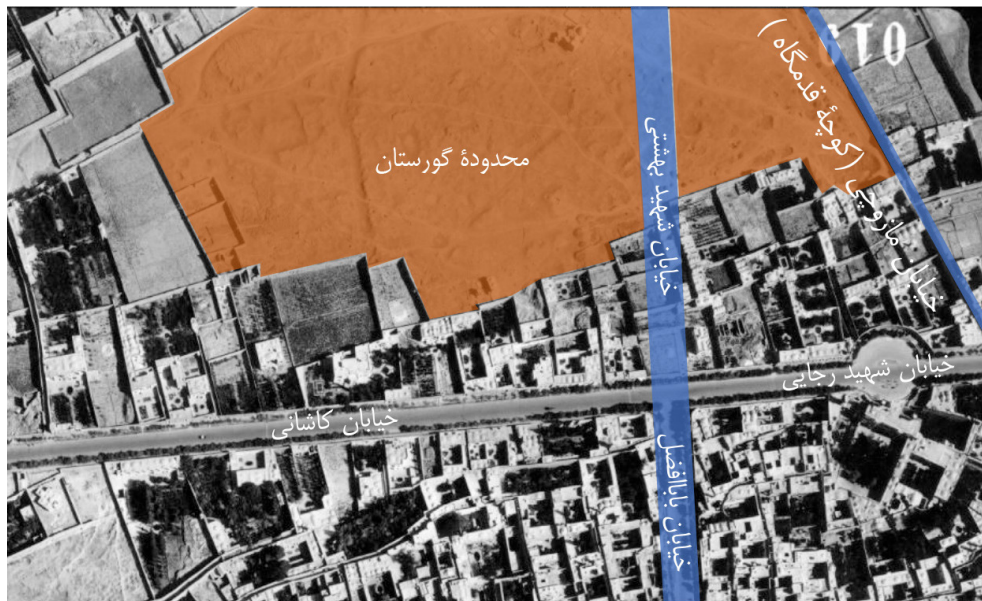 محدودهٔ گورستان
خیابان شهید بهشتی
خیابان مازوچی (کوچهٔ قدمگاه )
خیابان شهید رجایی
خیابان کاشانی
خیابان باباافضل